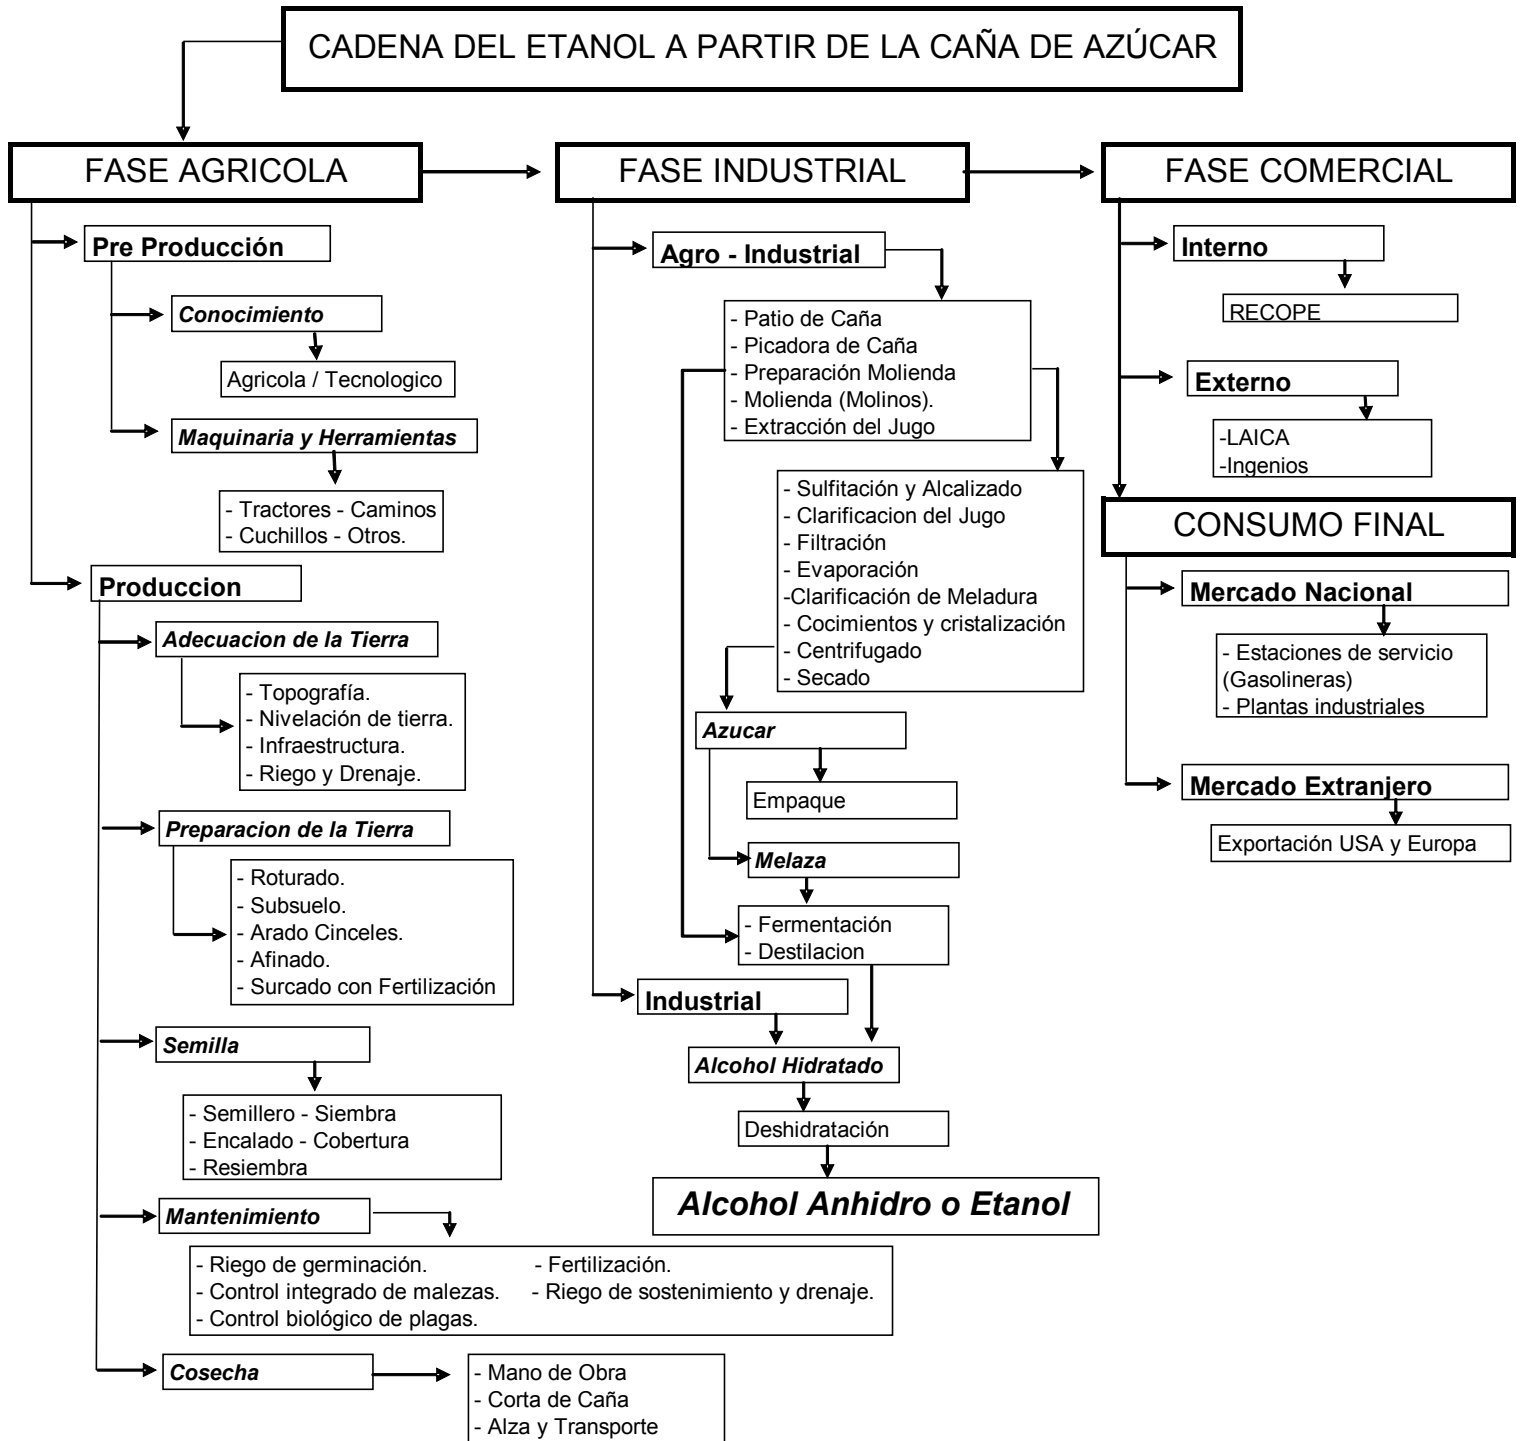 CADENA DEL ETANOL A PARTIR DE LA CAÑA DE AZÚCAR
FASE AGRICOLA
Pre Producción
Conocimiento
Agricola / Tecnologico
Maquinaria y Herramientas
- Tractores - Caminos
- Cuchillos - Otros.
Produccion
Adecuacion de la Tierra
- Topografía.
- Nivelación de tierra.
- Infraestructura.
- Riego y Drenaje.
Preparacion de la Tierra
- Roturado.
- Subsuelo.
- Arado Cinceles.
- Afinado.
- Surcado con Fertilización
Semilla
- Semillero - Siembra
- Encalado - Cobertura
- Resiembra
Mantenimiento
- Riego de germinación. - Fertilización.
- Control integrado de malezas. - Riego de sostenimiento y drenaje.
- Control biológico de plagas.
Cosecha
- Mano de Obra
- Corta de Caña
- Alza y Transporte
FASE INDUSTRIAL
Agro - Industrial
- Patio de Caña
- Picadora de Caña
- Preparación Molienda
- Molienda (Molinos).
- Extracción del Jugo
- Sulfitación y Alcalizado
- Clarificacion del Jugo
- Filtración
- Evaporación
-Clarificación de Meladura
- Cocimientos y cristalización
- Centrifugado
- Secado
Azucar
Empaque
Melaza
- Fermentación
- Destilacion
Industrial
Alcohol Hidratado
Deshidratación
Alcohol Anhidro o Etanol
FASE COMERCIAL
Interno
RECOPE
Externo
-LAICA
-Ingenios
CONSUMO FINAL
Mercado Nacional
- Estaciones de servicio
(Gasolineras)
- Plantas industriales
Mercado Extranjero
Exportación USA y Europa